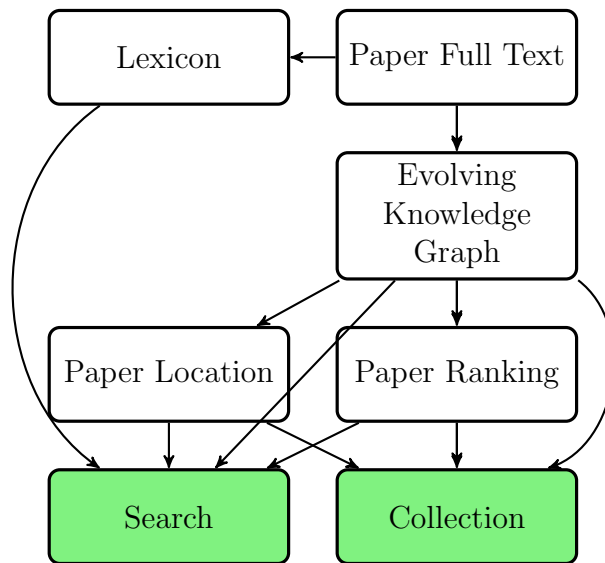 Lexicon
Paper Full Text
Evolving
Knowledge
Graph
Paper Location
Paper Ranking
Search
Collection